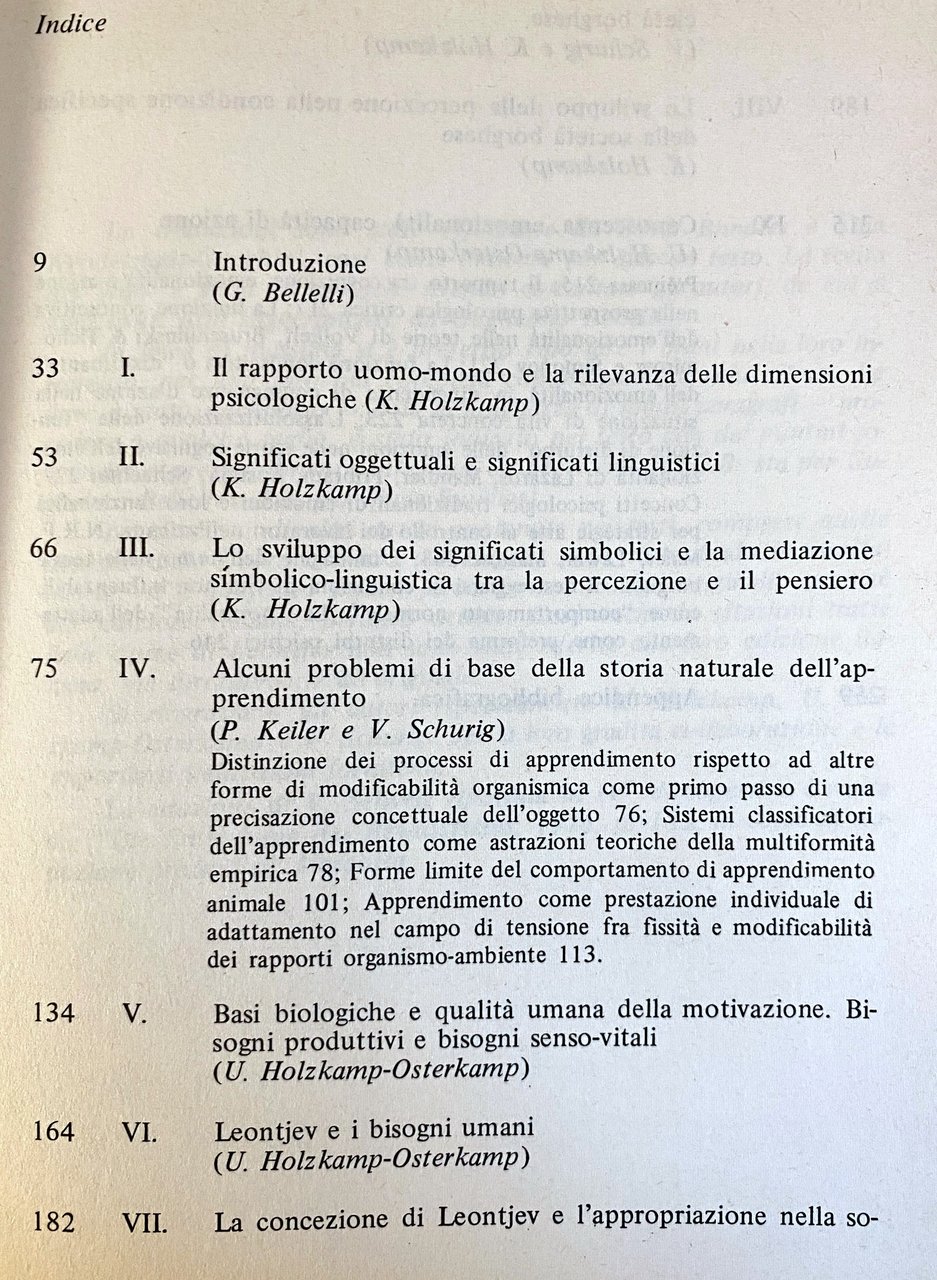 Indice
9 Introduzione
(G. Bellelli)
33 I. Il rapporto uomo-mondo e la rilevanza delle dimensioni
psicologiche (K. Holzkamp)
53 II. Significati oggettuali e significati linguistici
(K. Holzkamp)
66 III. Lo sviluppo dei significati simbolici e la mediazione
símbolico-linguistica tra la percezione e il pensiero
(K. Holzkamp)
75 IV. Alcuni problemi di base della storia naturale dell'ap-
prendimento
(P. Keiler e V. Schurig)
Distinzione dei processi di apprendimento rispetto ad altre
forme di modificabilità organismica come primo passo di una
precisazione concettuale dell'oggetto 76; Sistemi classificatori
dell'apprendimento come astrazioni teoriche della multiformità
empirica 78; Forme limite del comportamento di apprendimento
animale 101; Apprendimento come prestazione individuale di
adattamento nel campo di tensione fra fissità e modificabilità
dei rapporti organismo-ambiente 113.
134 V. Basi biologiche e qualità umana della motivazione. Bi-
sogni produttivi e bisogni senso-vitali
(U. Holzkamp-Osterkamp)
164 VI. Leontjev e i bisogni umani
(U. Holzkamp-Osterkamp)
182 VII. La concezione di Leontjev e l'appropriazione nella so-